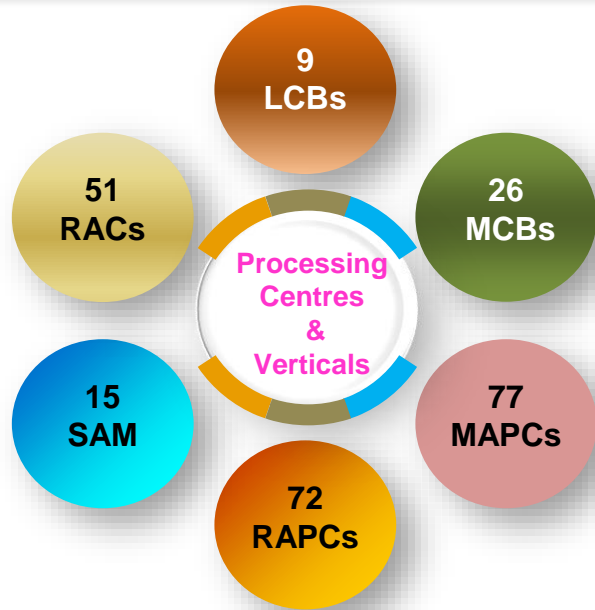 9
LCBs
51
RACs
26
MCBs
Processing
Centres
&
Verticals
15
SAM
77
MAPCs
72
RAPCs